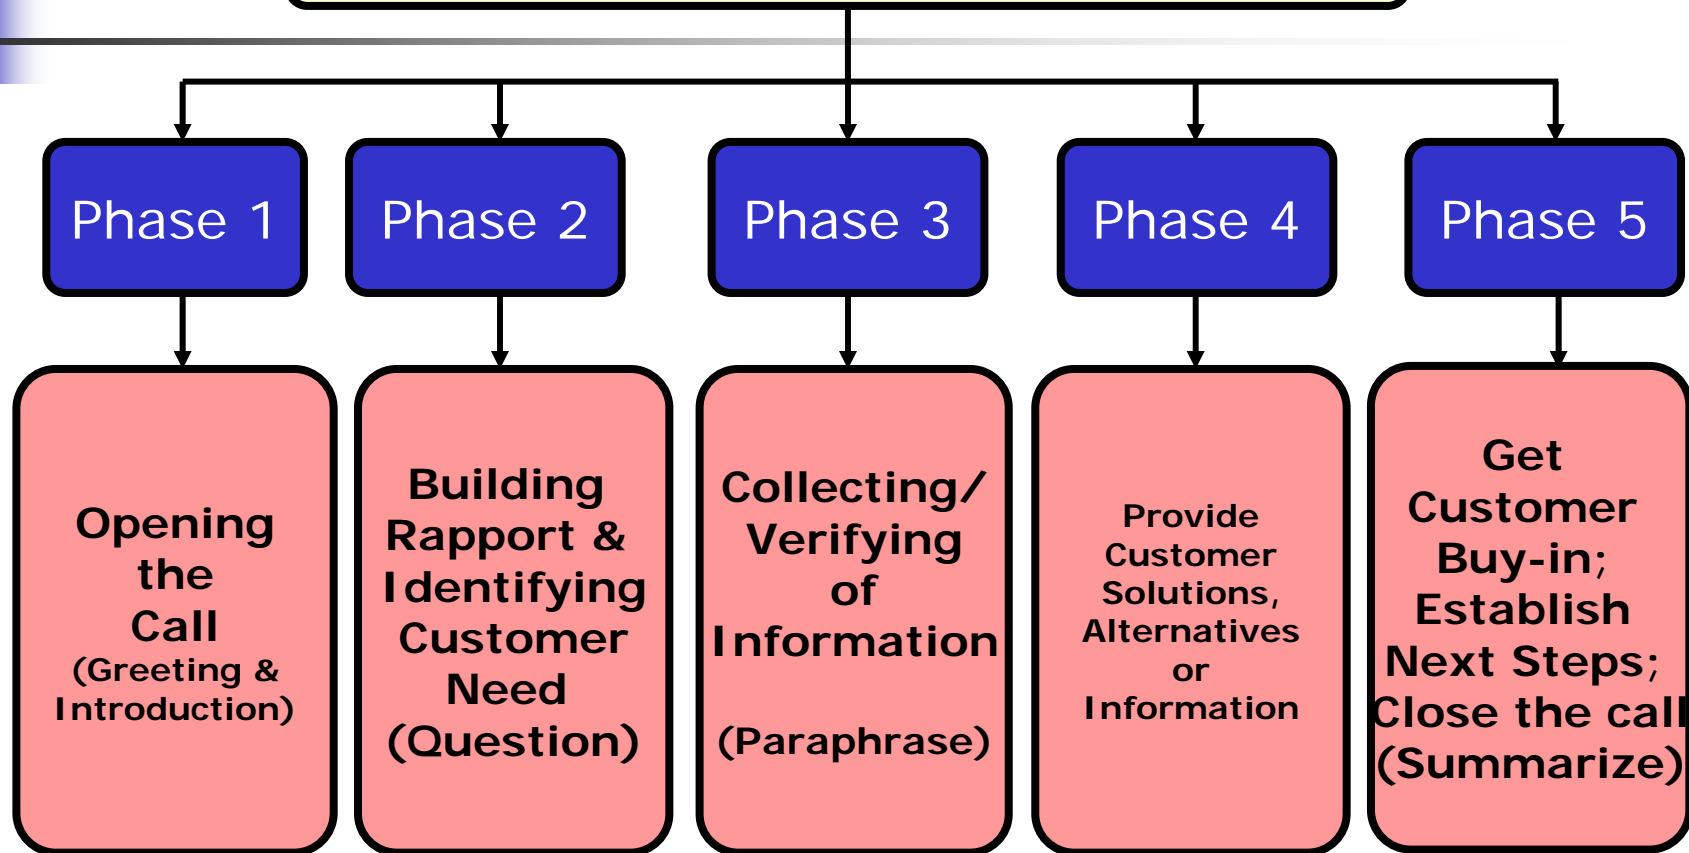 Phase 1
Phase 2
Phase 3
Phase 4
Phase 5
Opening
the
Call
(Greeting &
Introduction)
Building
Rapport &
Identifying
Customer
Need
(Question)
Collecting/
Verifying
of
Information
(Paraphrase)
Provide
Customer
Solutions,
Alternatives
or
Information
Get
Customer
Buy-in;
Establish
Next Steps;
Close the call
(Summarize)